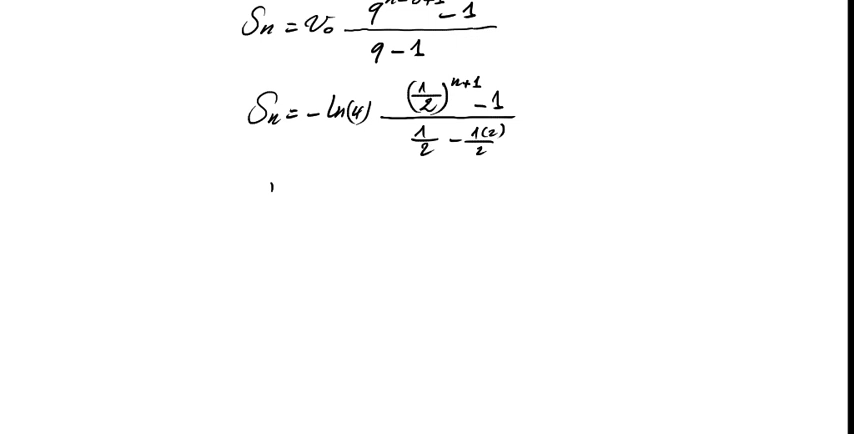 Sn = v₀ (q^(n-0+1) - 1) / (q - 1)
Sn = - ln(4) ((1/2)^(n+1) - 1) / (1/2 - 1(2)/2)